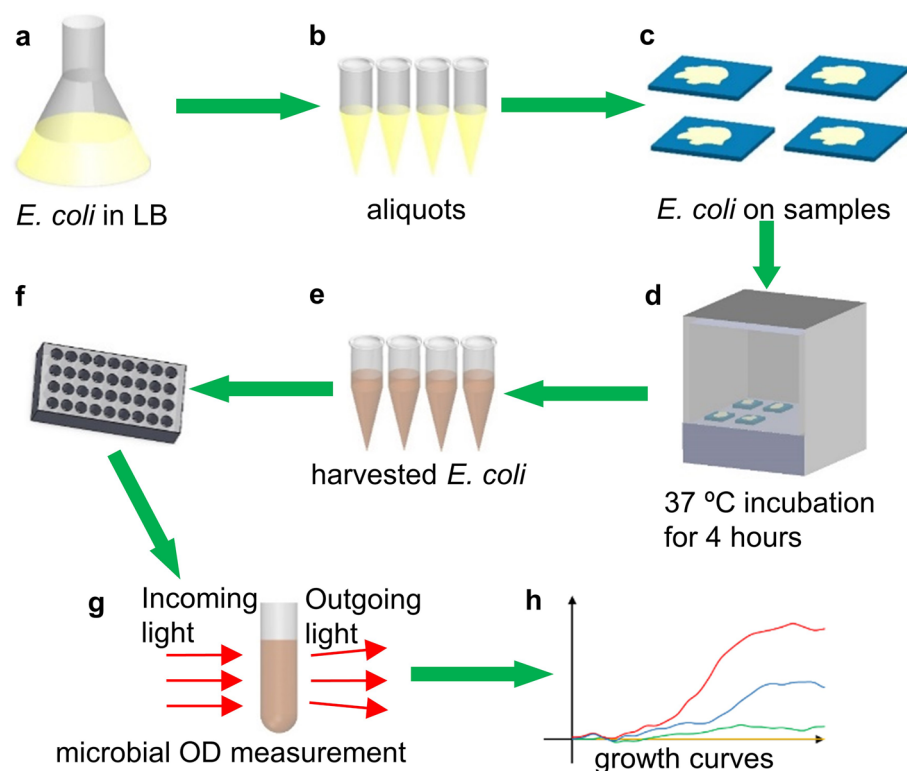 a
b
c
E. coli in LB
aliquots
E. coli on samples
f
e
d
harvested E. coli
37 ºC incubation
for 4 hours
g
Incoming
light
Outgoing
light
h
microbial OD measurement
growth curves